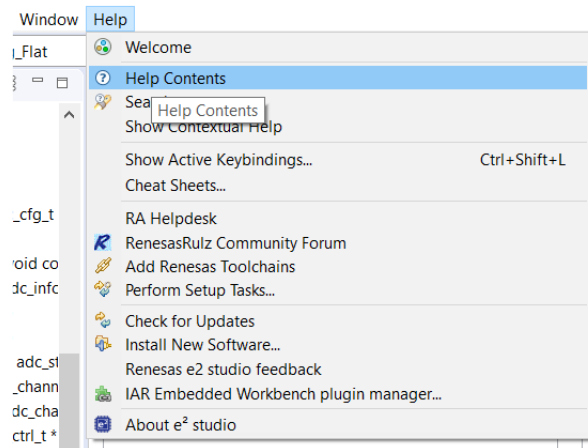 Window Help
_Flat
Welcome
Help Contents
Sea
Help Contents
Show Contextual Help
Show Active Keybindings... Ctrl+Shift+L
Cheat Sheets...
_cfg_t
RA Helpdesk
RenesasRulz Community Forum
void co
Add Renesas Toolchains
dc_info
Perform Setup Tasks...
Check for Updates
Install New Software...
adc_st
Renesas e2 studio feedback
_chann
IAR Embedded Workbench plugin manager...
dc_cha
About e² studio
ctrl_t *